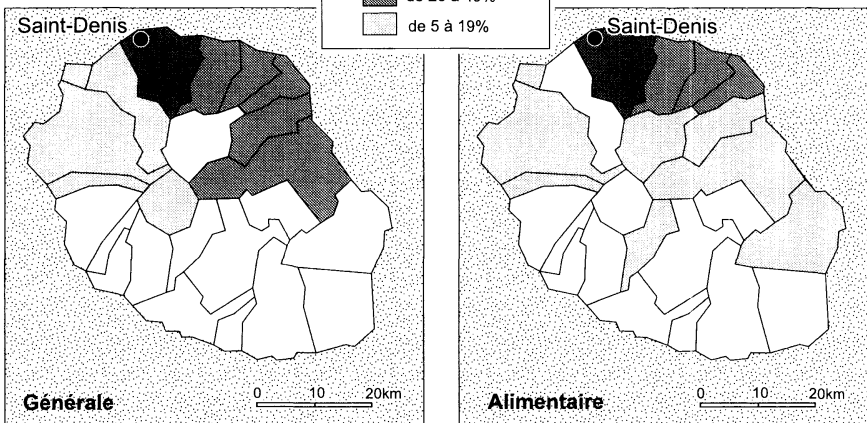 de 5 à 19%
Saint-Denis
Saint-Denis
Générale
0 10 20km
Alimentaire
0 10 20km